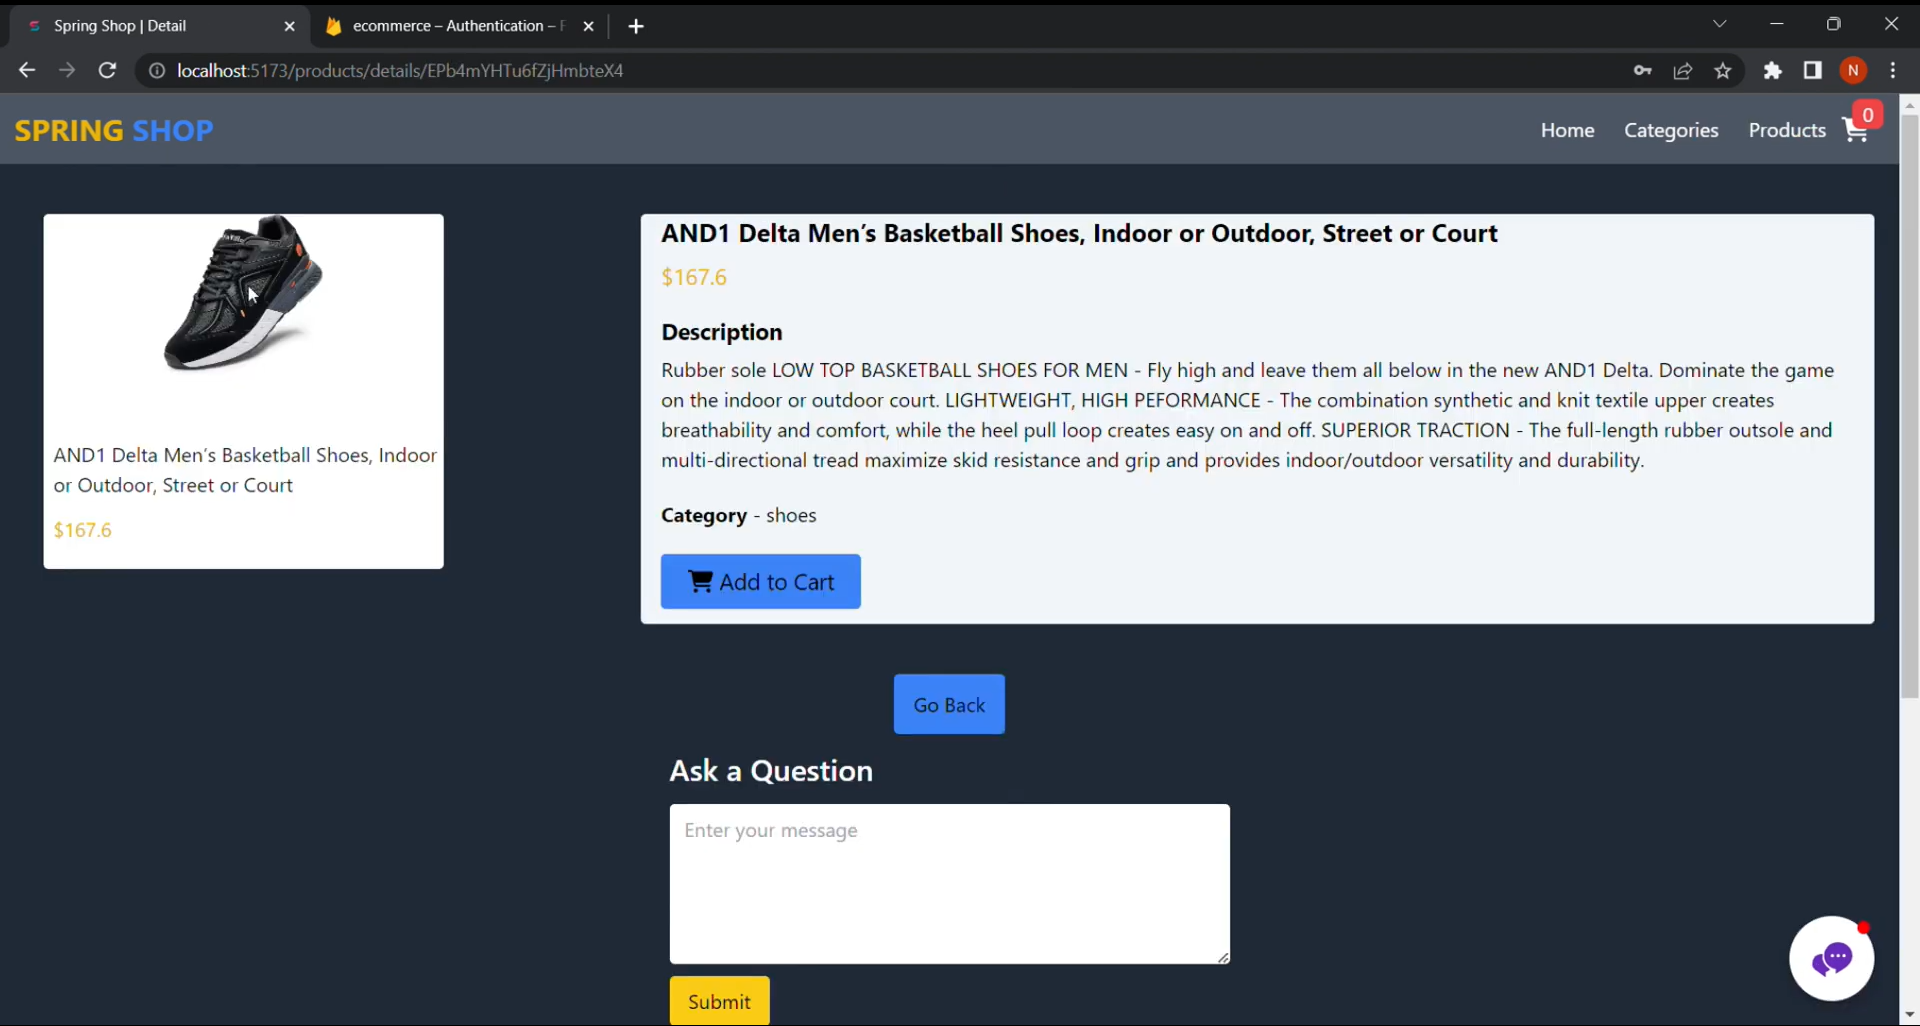 Spring Shop | Detail
ecommerce – Authentication –
localhost:5173/products/details/EPb4mYHTu6fZjHmbteX4
N
SPRING SHOP
Home
Categories
Products
0
AND1 Delta Men's Basketball Shoes, Indoor
or Outdoor, Street or Court
$167.6
AND1 Delta Men's Basketball Shoes, Indoor or Outdoor, Street or Court
$167.6
Description
Rubber sole LOW TOP BASKETBALL SHOES FOR MEN - Fly high and leave them all below in the new AND1 Delta. Dominate the game
on the indoor or outdoor court. LIGHTWEIGHT, HIGH PEFORMANCE - The combination synthetic and knit textile upper creates
breathability and comfort, while the heel pull loop creates easy on and off. SUPERIOR TRACTION - The full-length rubber outsole and
multi-directional tread maximize skid resistance and grip and provides indoor/outdoor versatility and durability.
Category - shoes
Add to Cart
Go Back
Ask a Question
Enter your message
Submit